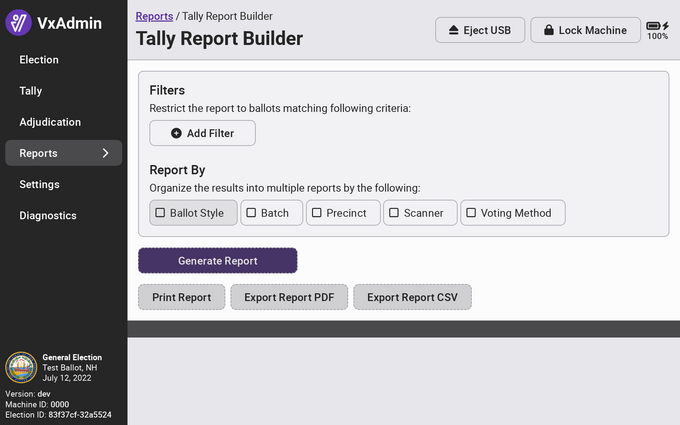 VxAdmin
Election
Tally
Adjudication
Reports
Settings
Diagnostics
General Election
Test Ballot, NH
July 12, 2022
Version: dev
Machine ID: 0000
Election ID: 83f37cf-32a5524
Reports / Tally Report Builder
Tally Report Builder
Eject USB
Lock Machine
100%
Filters
Restrict the report to ballots matching following criteria:
Add Filter
Report By
Organize the results into multiple reports by the following:
Ballot Style Batch Precinct Scanner Voting Method
Generate Report
Print Report Export Report PDF Export Report CSV